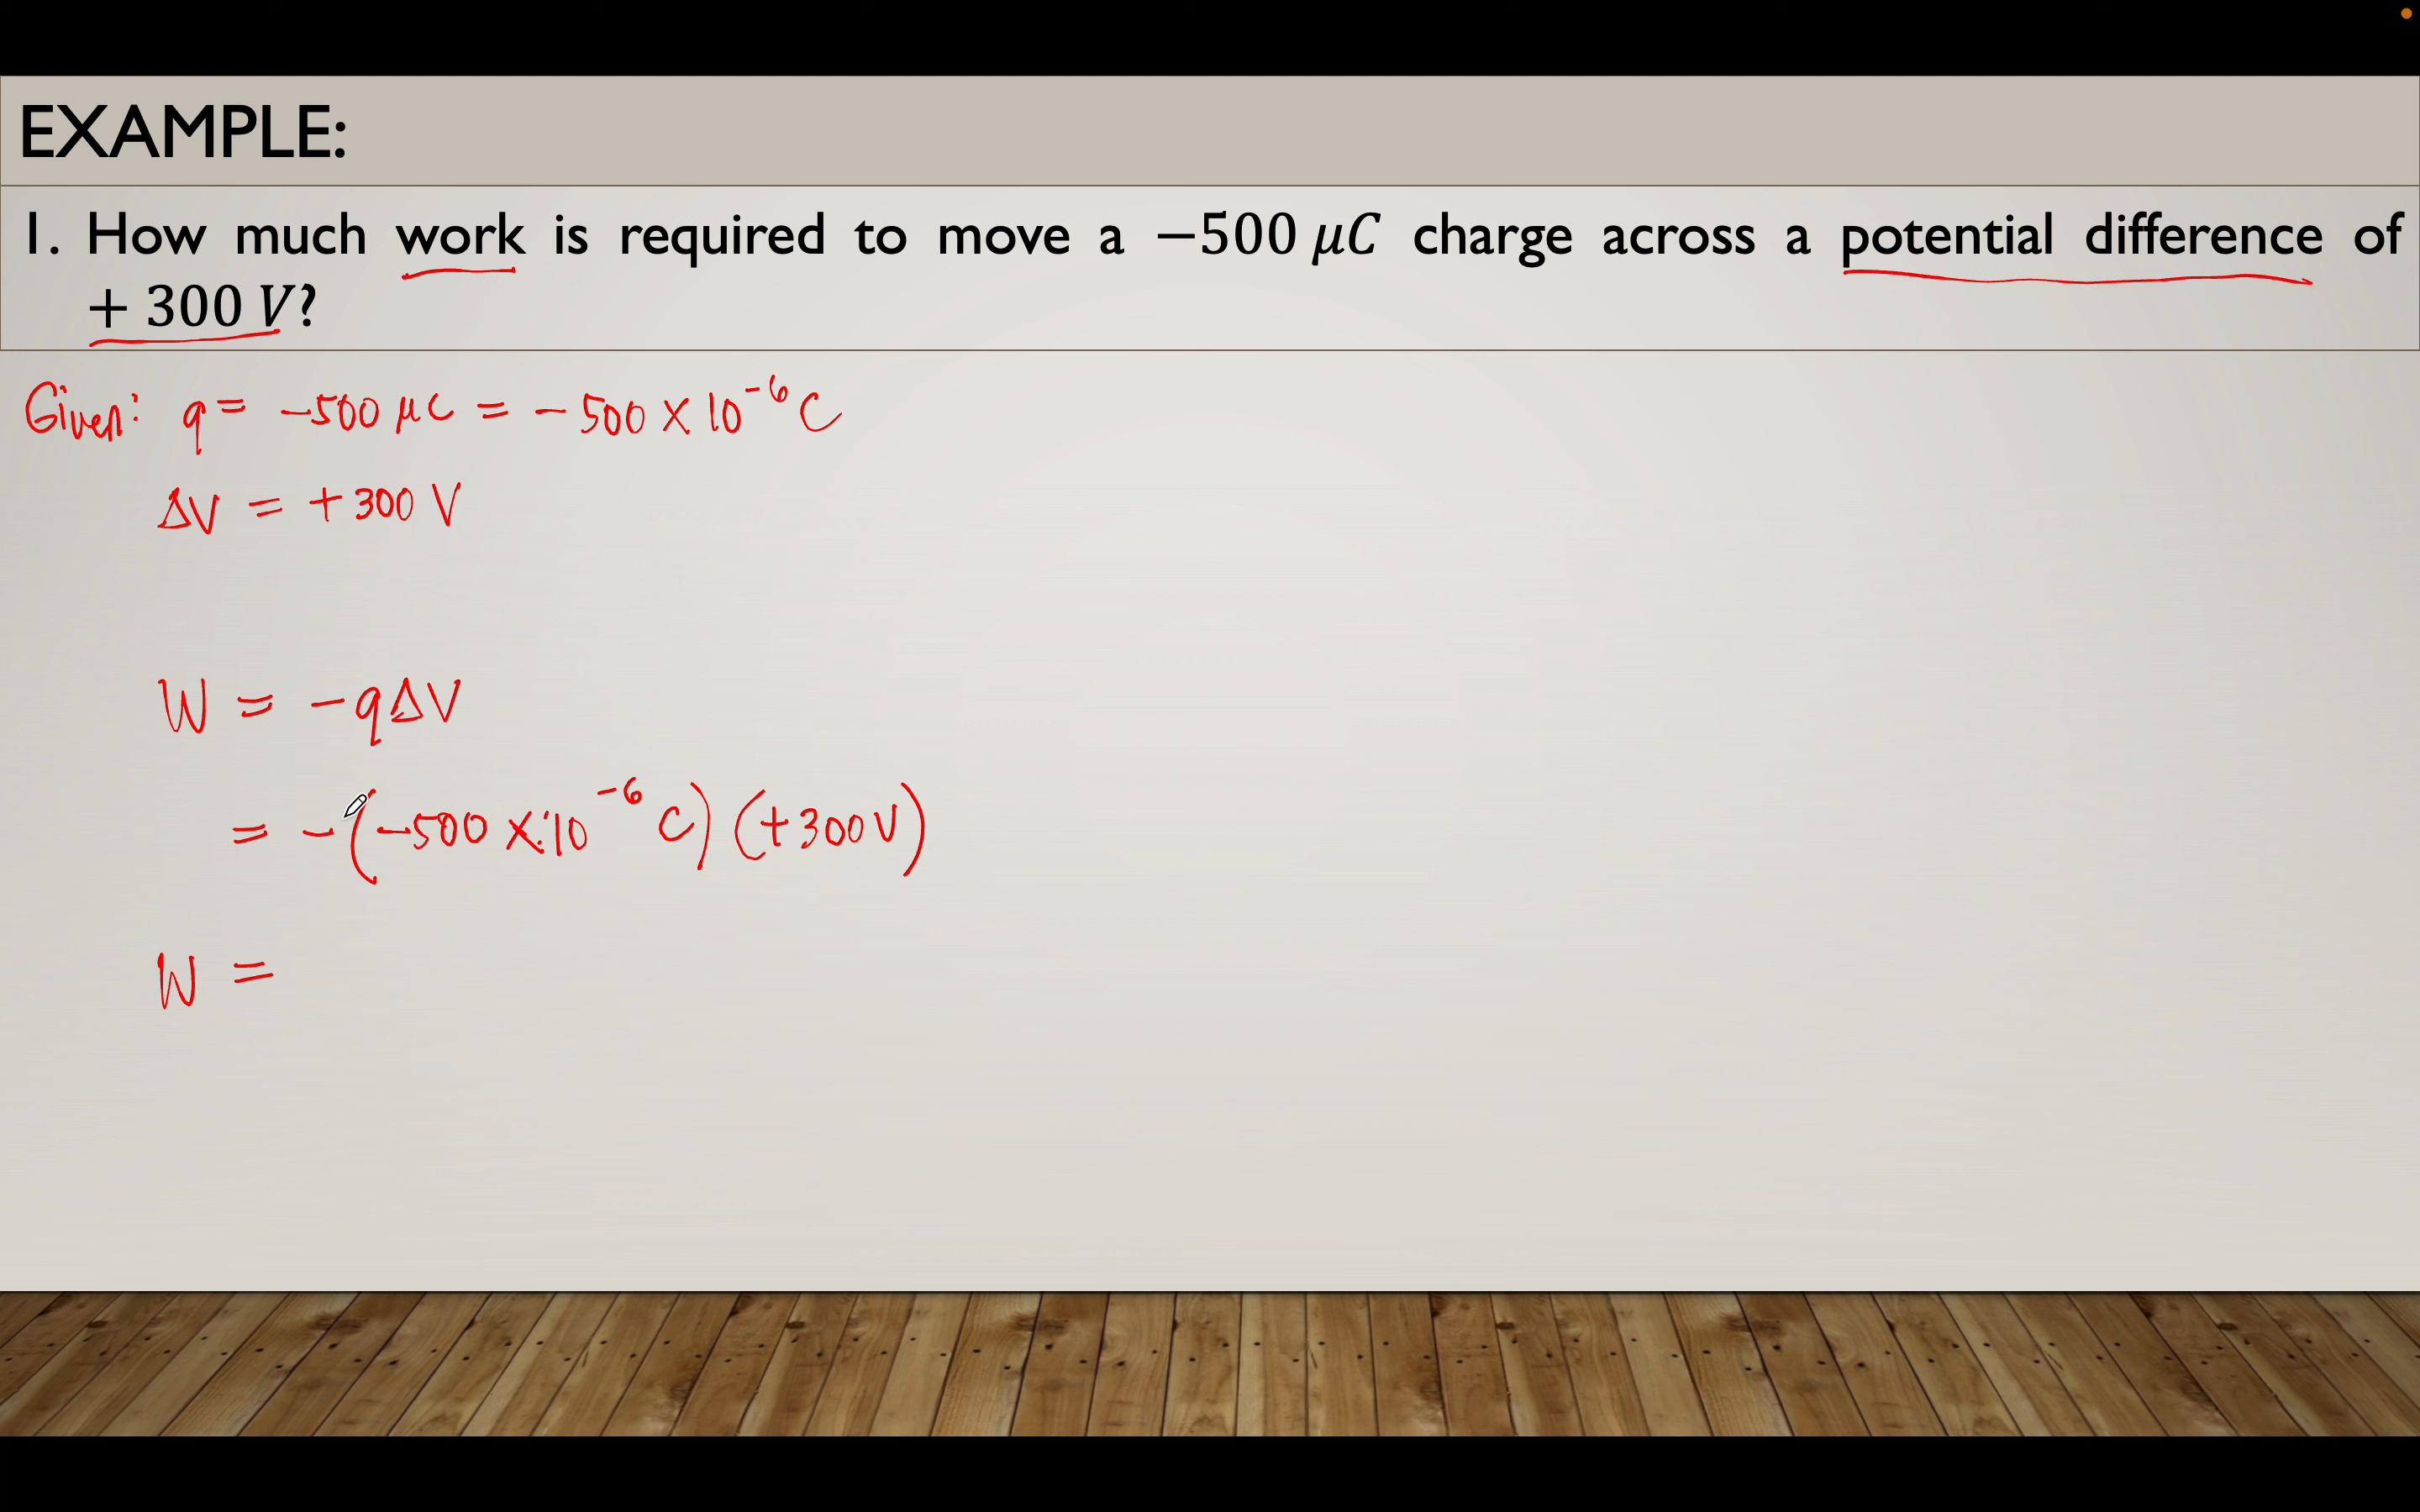 EXAMPLE:
1. How much work is required to move a −500 μC charge across a potential difference of
+ 300 V?
Given: q = -500 μC = -500 × 10⁻⁶ C
ΔV = +300 V
W = -qΔV
= -(-500 × 10⁻⁶ C) (+300V)
W =